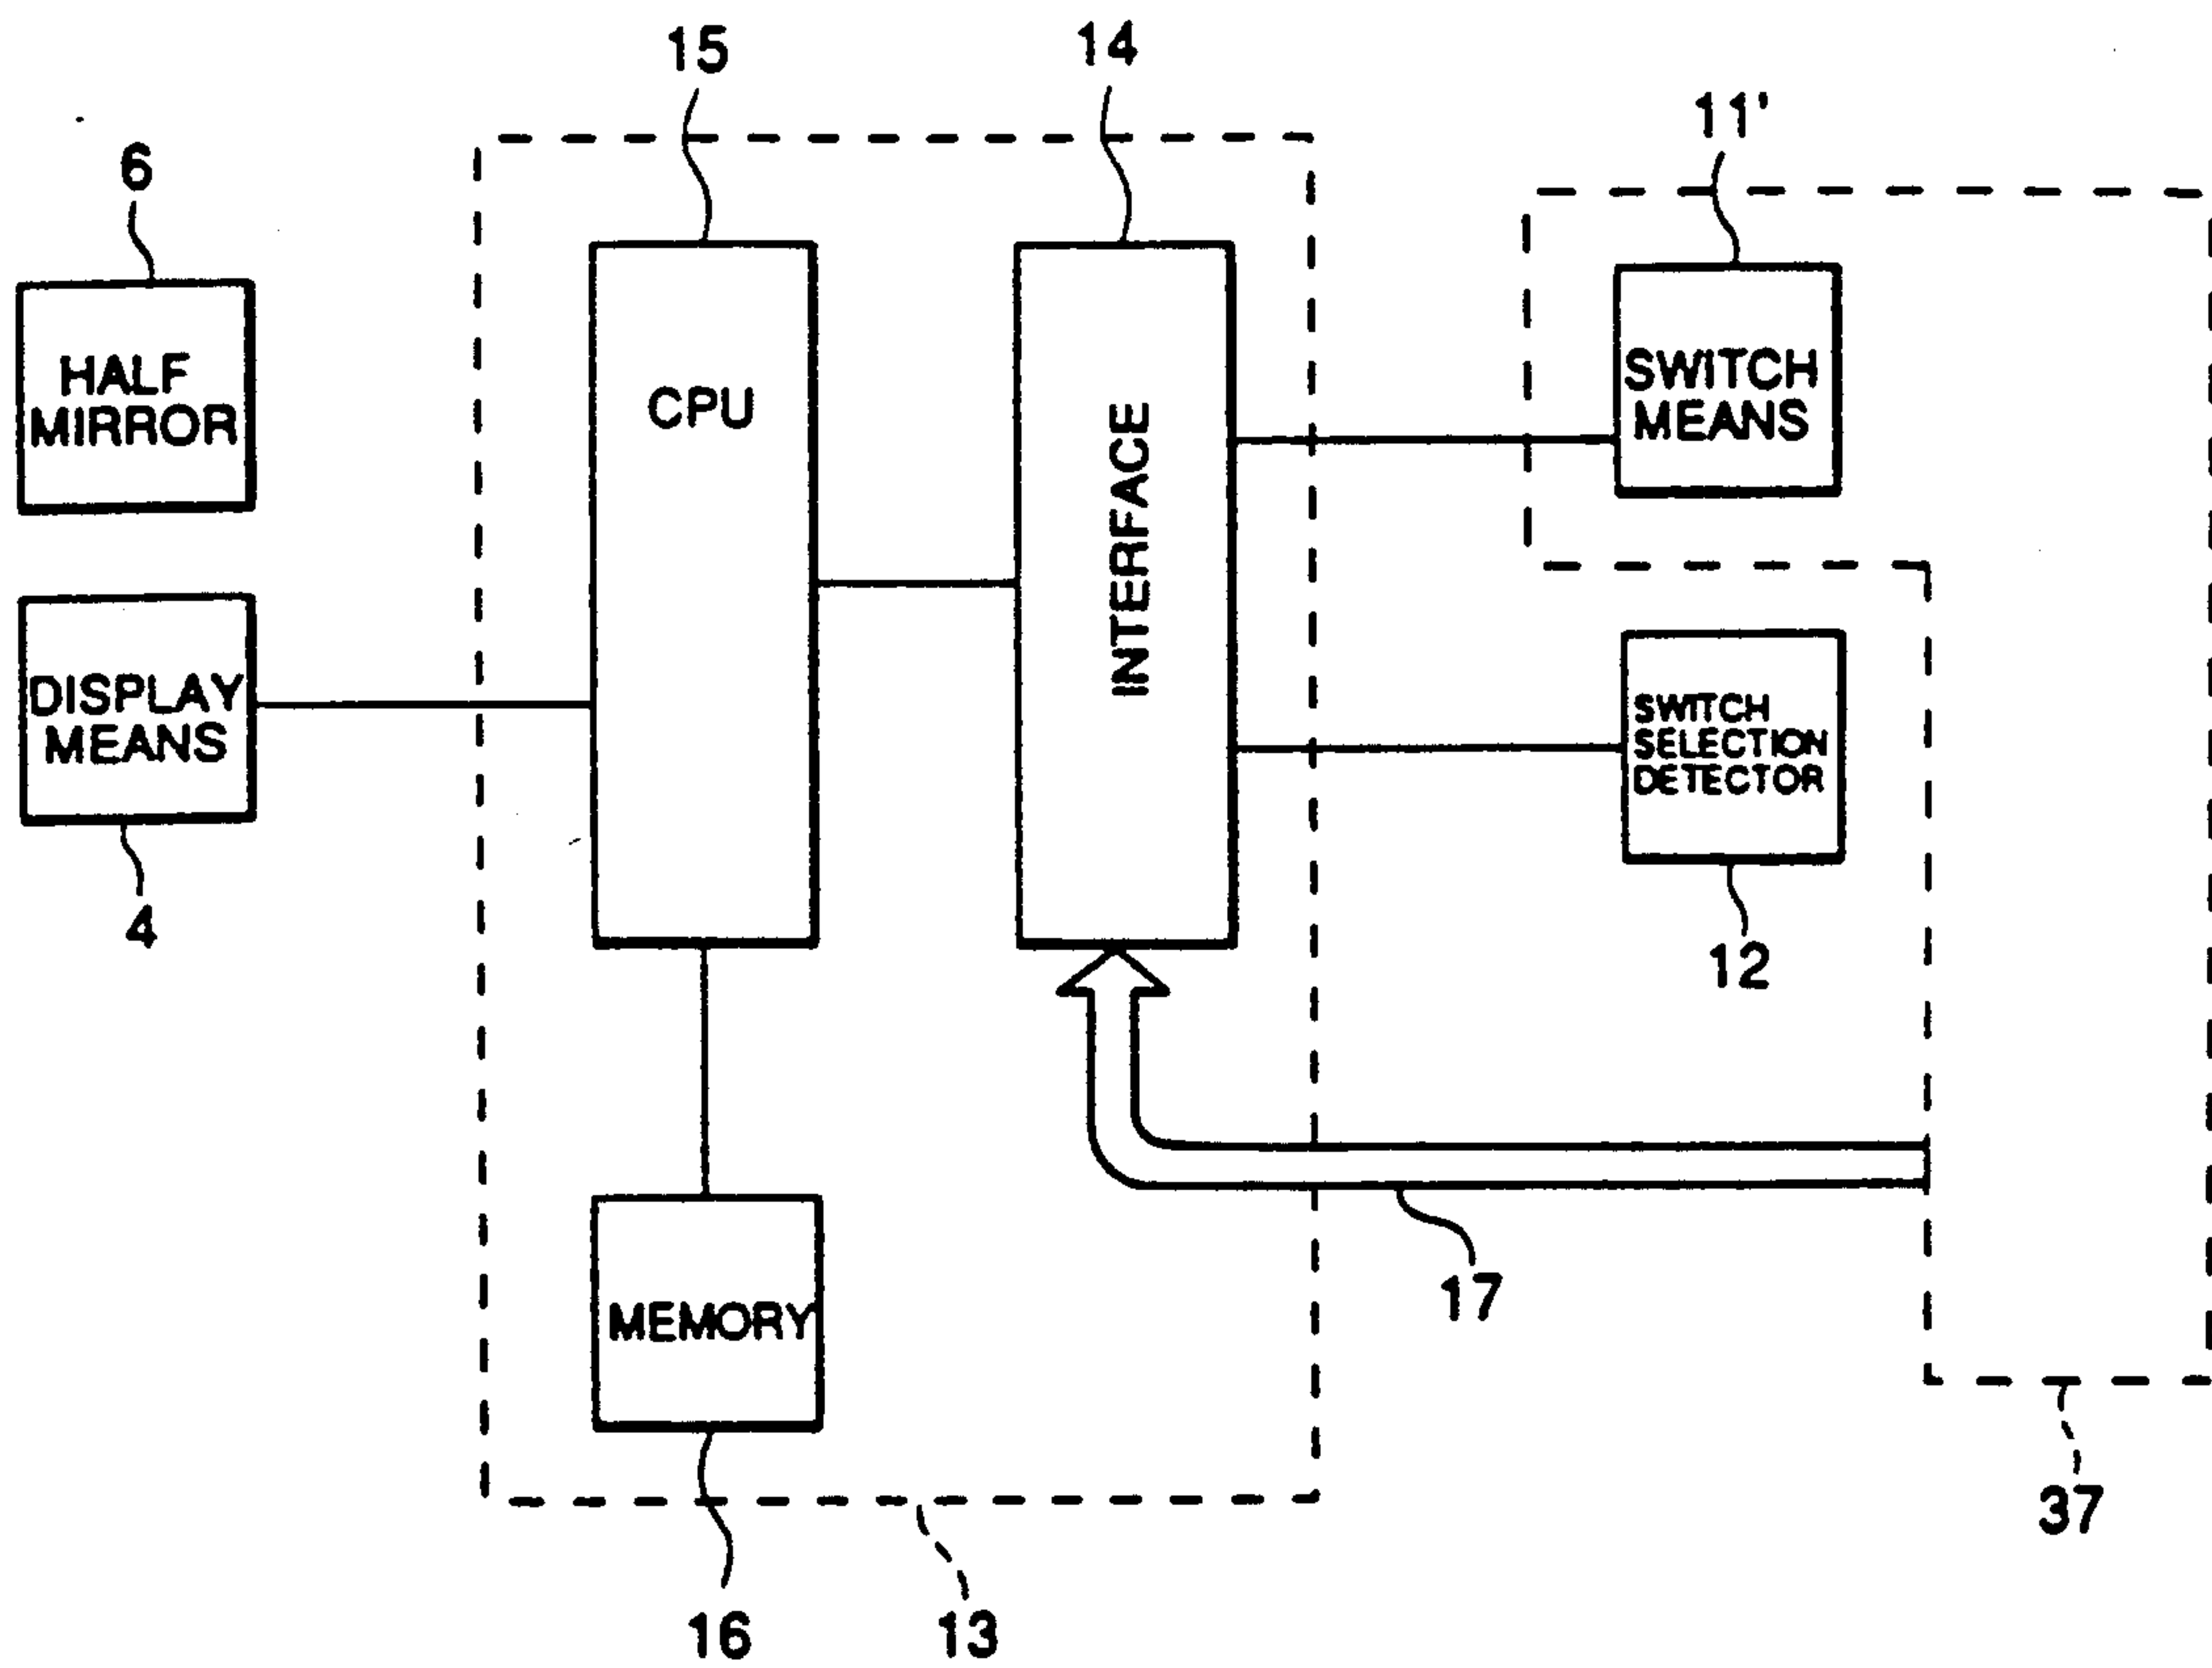 15
14
11'
6
HALF
MIRROR
CPU
INTERFACE
SWITCH
MEANS
DISPLAY
MEANS
SWITCH
SELECTION
DETECTOR
4
12
17
MEMORY
37
16
13